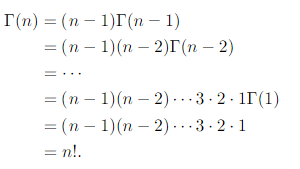 Γ(n) = (n − 1)Γ(n − 1)
= (n − 1)(n − 2)Γ(n − 2)
= ⋯
= (n − 1)(n − 2) ⋯ 3 · 2 · 1Γ(1)
= (n − 1)(n − 2) ⋯ 3 · 2 · 1
= n!.